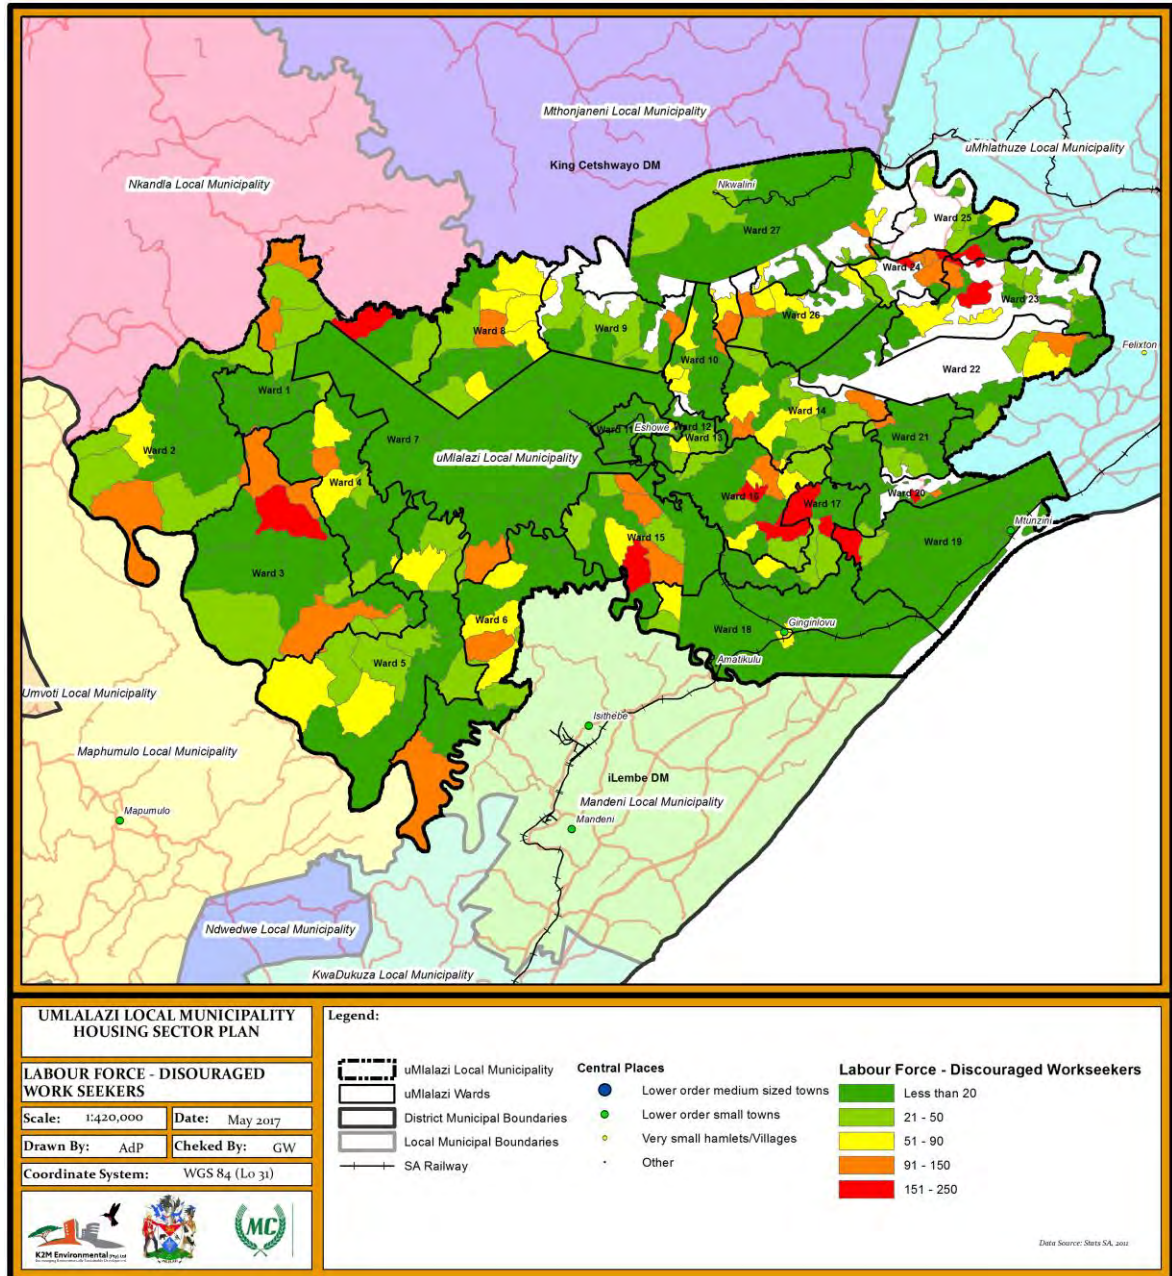 Mthonjaneni Local Municipality
uMhlathuze Local Municipality
King Cetshwayo DM
Nkandla Local Municipality
Nkwalini
Ward 25
Ward 27
Ward 24
Ward 23
Ward 8
Ward 9
Ward 26
Ward 10
Felixton
Ward 22
Ward 1
Ward 14
Ward 7
Ward 11
Eshowe
Ward 12
Ward 13
Ward 21
Ward 2
uMlalazi Local Municipality
Ward 4
Ward 16
Ward 17
Ward 20
Mtunzini
Ward 15
Ward 19
Ward 3
Ward 6
Ward 18
Gingindlovu
Ward 5
Amatikulu
Umvoti Local Municipality
Isithebe
Maphumulo Local Municipality
iLembe DM
Mandeni Local Municipality
Mapumulo
Mandeni
Ndwedwe Local Municipality
KwaDukuza Local Municipality
UMLALAZI LOCAL MUNICIPALITY
HOUSING SECTOR PLAN
LABOUR FORCE - DISOURAGED
WORK SEEKERS
Scale: 1:420,000 Date: May 2017
Drawn By: AdP Cheked By: GW
Coordinate System: WGS 84 (Lo 31)
K2M Environmental (Pty) Ltd
MC
Legend:
uMlalazi Local Municipality
uMlalazi Wards
District Municipal Boundaries
Local Municipal Boundaries
SA Railway
Central Places
Lower order medium sized towns
Lower order small towns
Very small hamlets/Villages
Other
Labour Force - Discouraged Workseekers
Less than 20
21 - 50
51 - 90
91 - 150
151 - 250
Data Source: Stats SA, 2011